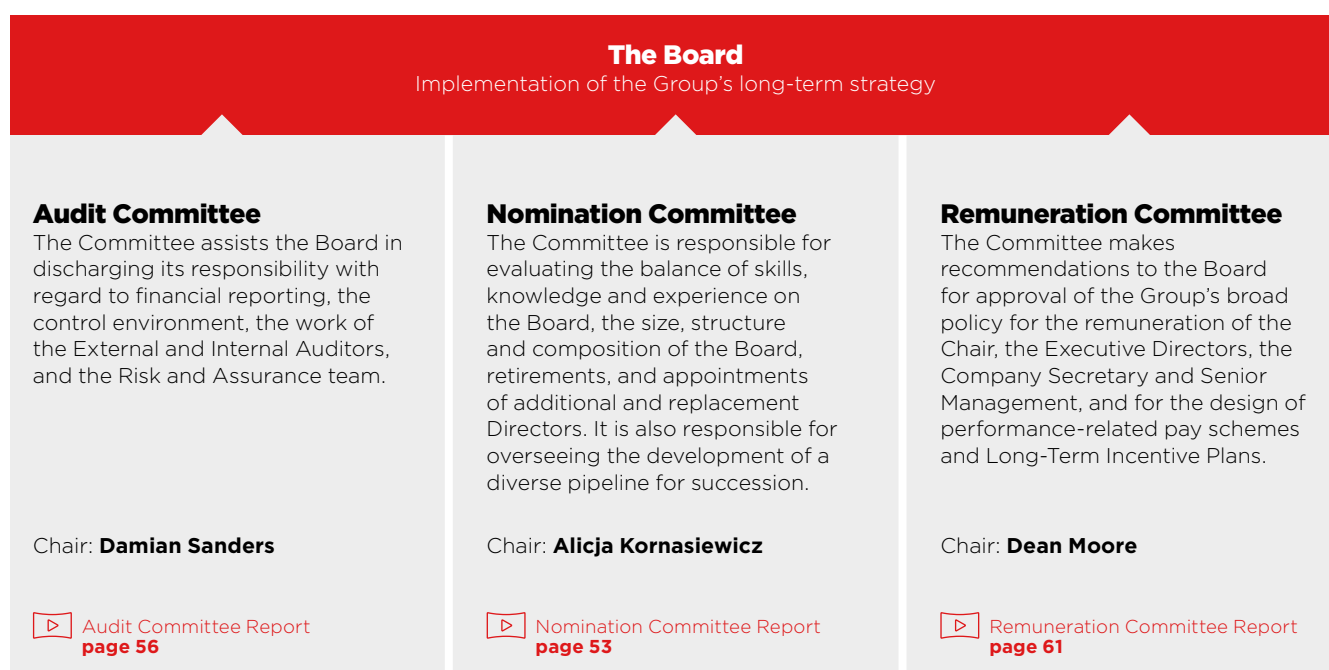 The Board
Implementation of the Group’s long-term strategy
Audit Committee
The Committee assists the Board in
discharging its responsibility with
regard to financial reporting, the
control environment, the work of
the External and Internal Auditors,
and the Risk and Assurance team.
Chair: Damian Sanders
Audit Committee Report
page 56
Nomination Committee
The Committee is responsible for
evaluating the balance of skills,
knowledge and experience on
the Board, the size, structure
and composition of the Board,
retirements, and appointments
of additional and replacement
Directors. It is also responsible for
overseeing the development of a
diverse pipeline for succession.
Chair: Alicja Kornasiewicz
Nomination Committee Report
page 53
Remuneration Committee
The Committee makes
recommendations to the Board
for approval of the Group’s broad
policy for the remuneration of the
Chair, the Executive Directors, the
Company Secretary and Senior
Management, and for the design of
performance-related pay schemes
and Long-Term Incentive Plans.
Chair: Dean Moore
Remuneration Committee Report
page 61